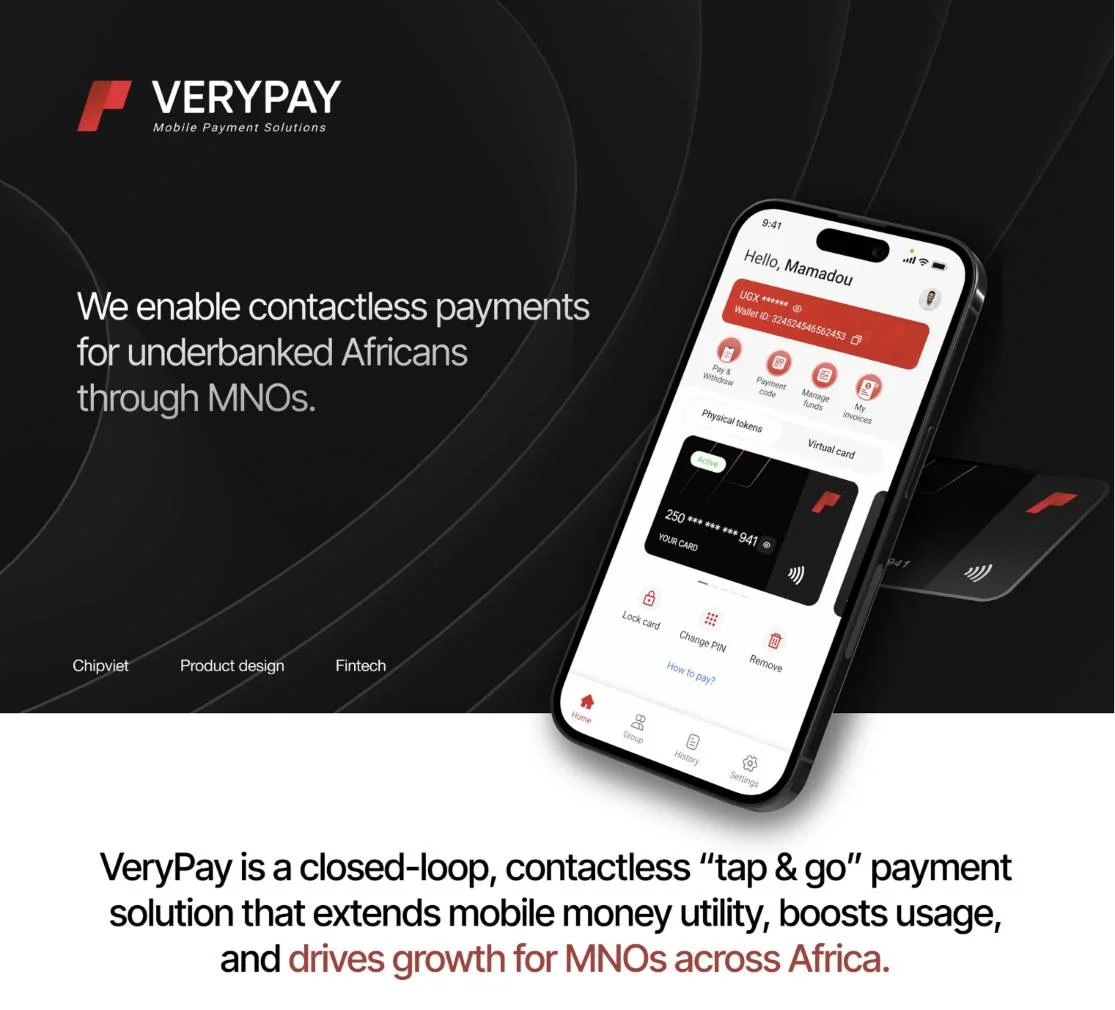 VERYPAY
Mobile Payment Solutions
We enable contactless payments
for underbanked Africans
through MNOs.
Chipviet
Product design
Fintech
9:41
Hello, Mamadou
UGX ******
Wallet ID: 324524546562453
Pay &
Withdraw
Payment
code
Manage
funds
My
invoices
Physical tokens
Virtual card
Active
250 *** *** *** 941
YOUR CARD
941
Lock card
Change PIN
Remove
How to pay?
Home
Group
History
Settings
VeryPay is a closed-loop, contactless “tap & go” payment
solution that extends mobile money utility, boosts usage,
and drives growth for MNOs across Africa.